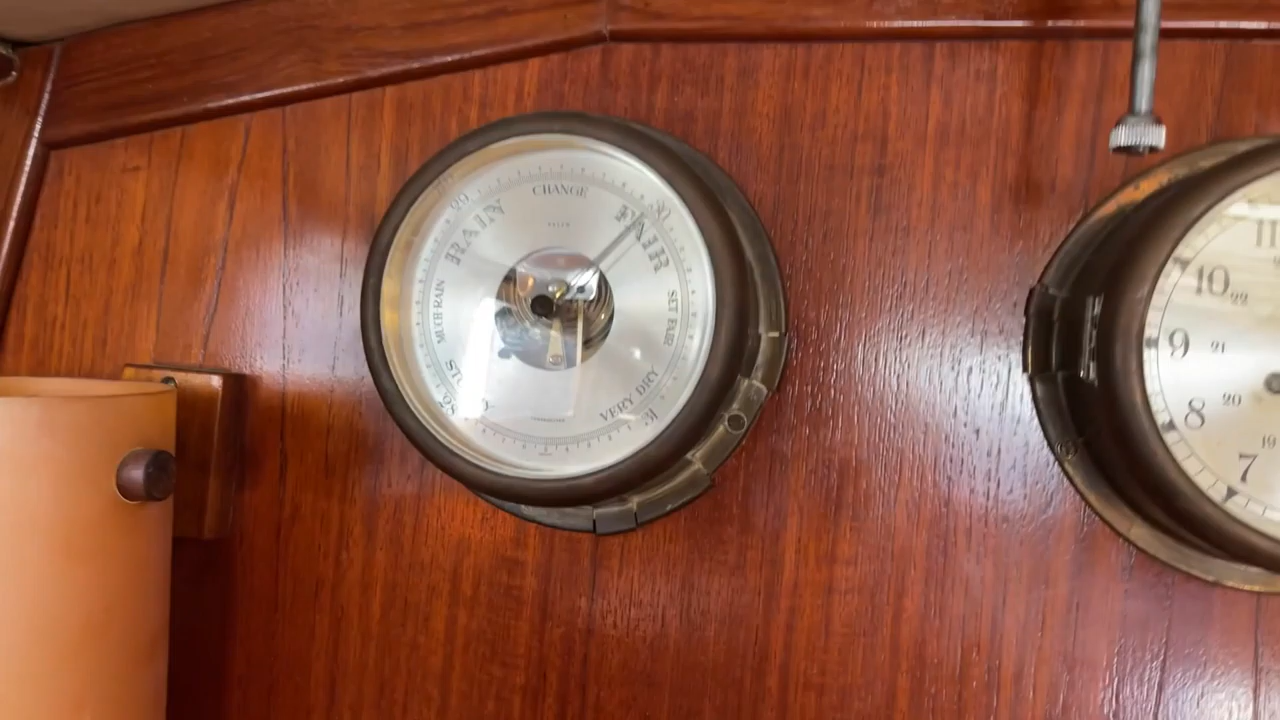 CHANGE
29
30
RAIN
FAIR
MUCH RAIN
SET FAIR
VERY DRY
31
11
10
22
9
21
8
20
7
19